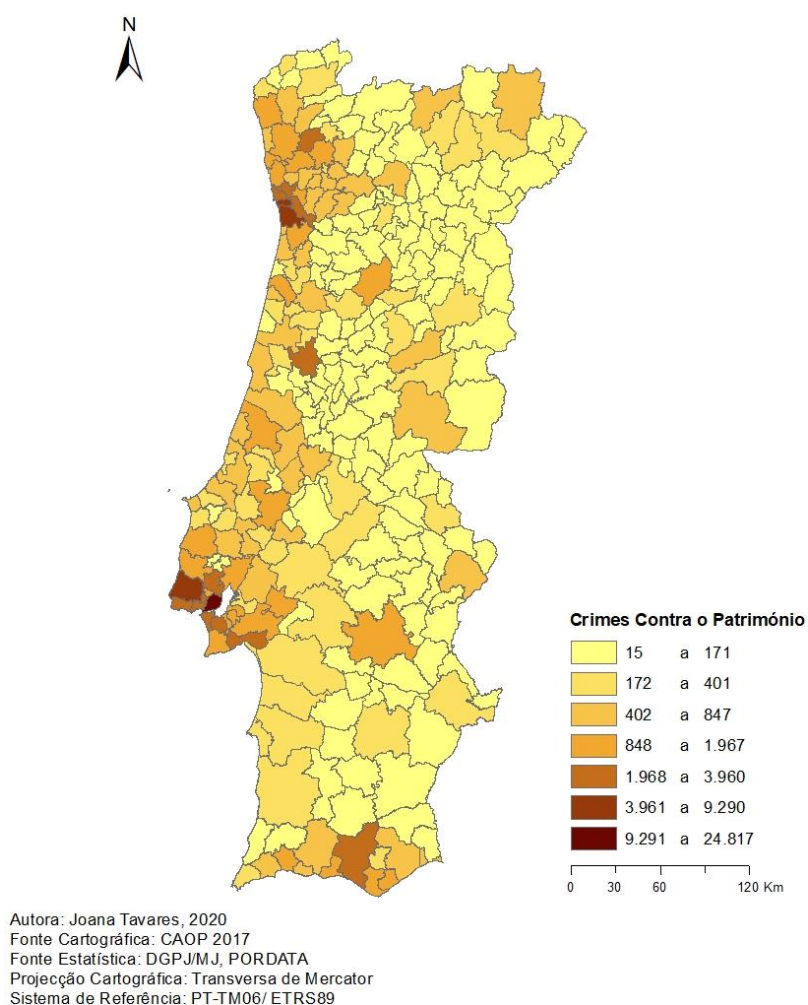 N
Crimes Contra o Património
15 a 171
172 a 401
402 a 847
848 a 1.967
1.968 a 3.960
3.961 a 9.290
9.291 a 24.817
0 30 60 120 Km
Autora: Joana Tavares, 2020
Fonte Cartográfica: CAOP 2017
Fonte Estatística: DGPJ/MJ, PORDATA
Projecção Cartográfica: Transversa de Mercator
Sistema de Referência: PT-TM06/ ETRS89